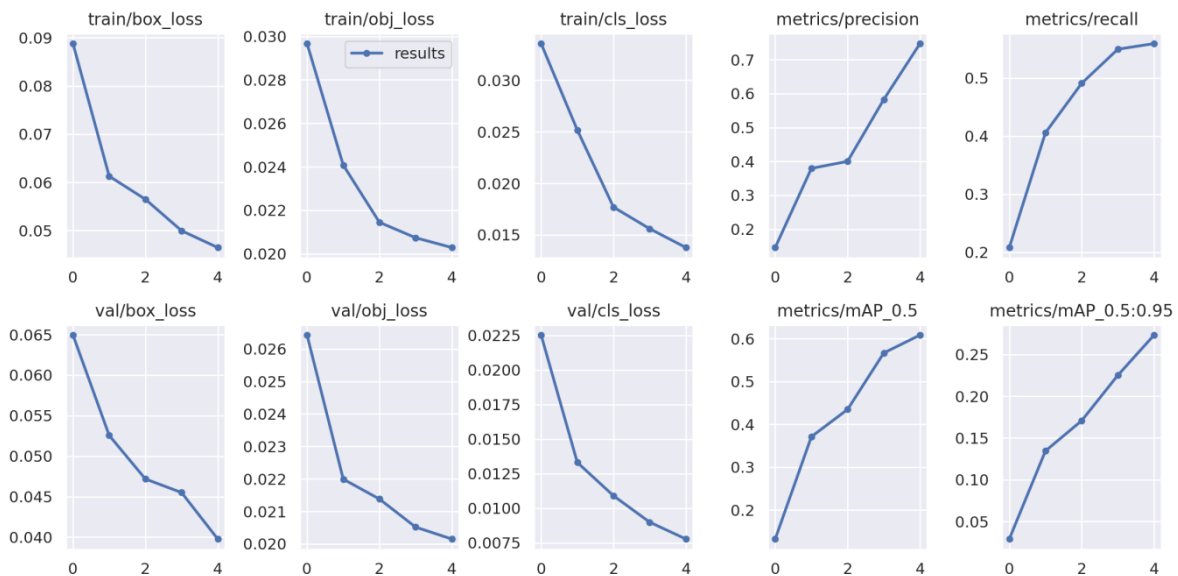 train/box_loss
0.09
0.08
0.07
0.06
0.05
0 2 4
train/obj_loss
results
0.030
0.028
0.026
0.024
0.022
0.020
0 2 4
train/cls_loss
0.030
0.025
0.020
0.015
0 2 4
metrics/precision
0.7
0.6
0.5
0.4
0.3
0.2
0 2 4
metrics/recall
0.5
0.4
0.3
0.2
0 2 4
val/box_loss
0.065
0.060
0.055
0.050
0.045
0.040
0 2 4
val/obj_loss
0.026
0.025
0.024
0.023
0.022
0.021
0.020
0 2 4
val/cls_loss
0.0225
0.0200
0.0175
0.0150
0.0125
0.0100
0.0075
0 2 4
metrics/mAP_0.5
0.6
0.5
0.4
0.3
0.2
0 2 4
metrics/mAP_0.5:0.95
0.25
0.20
0.15
0.10
0.05
0 2 4